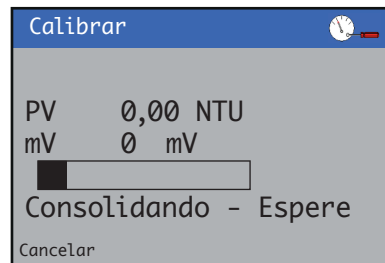 Calibrar
PV 0,00 NTU
mV 0 mV
Consolidando - Espere
Cancelar